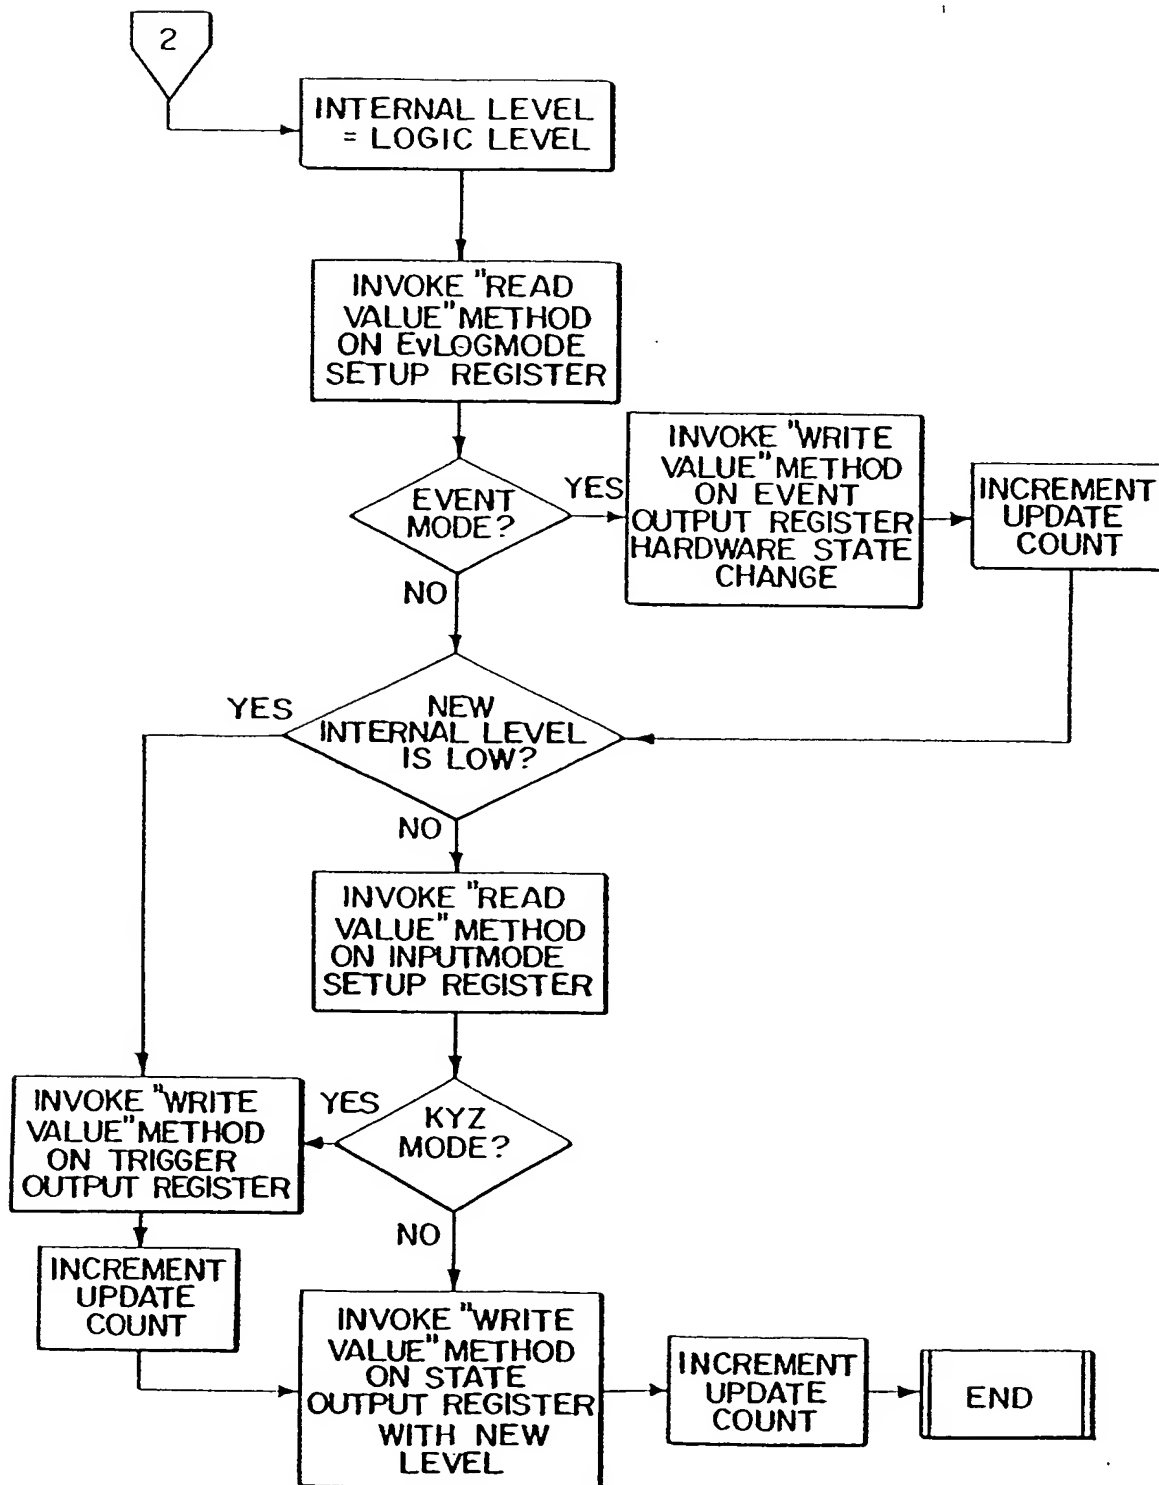 2
INTERNAL LEVEL
= LOGIC LEVEL
INVOKE "READ
VALUE" METHOD
ON EvLOGMODE
SETUP REGISTER
EVENT
MODE?
YES
NO
INVOKE "WRITE
VALUE" METHOD
ON EVENT
OUTPUT REGISTER
HARDWARE STATE
CHANGE
INCREMENT
UPDATE
COUNT
NEW
INTERNAL LEVEL
IS LOW?
YES
NO
INVOKE "READ
VALUE" METHOD
ON INPUTMODE
SETUP REGISTER
KYZ
MODE?
YES
NO
INVOKE "WRITE
VALUE" METHOD
ON TRIGGER
OUTPUT REGISTER
INCREMENT
UPDATE
COUNT
INVOKE "WRITE
VALUE" METHOD
ON STATE
OUTPUT REGISTER
WITH NEW
LEVEL
INCREMENT
UPDATE
COUNT
END